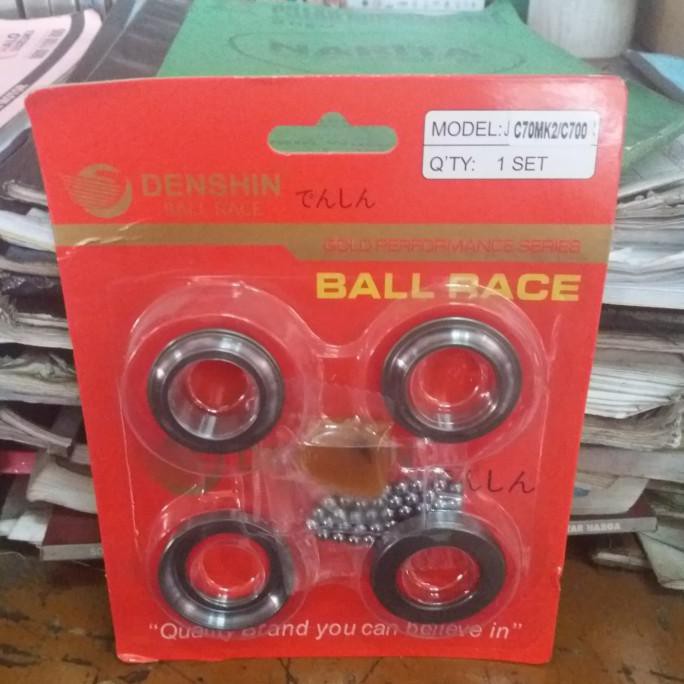 NARITA
MODEL: J C70MK2/C700
Q'TY: 1 SET
DENSHIN
BALL RACE
でんしん
GOLD PERFORMANCE SERIES
BALL RACE
んしん
"Quality Brand you can believe in"